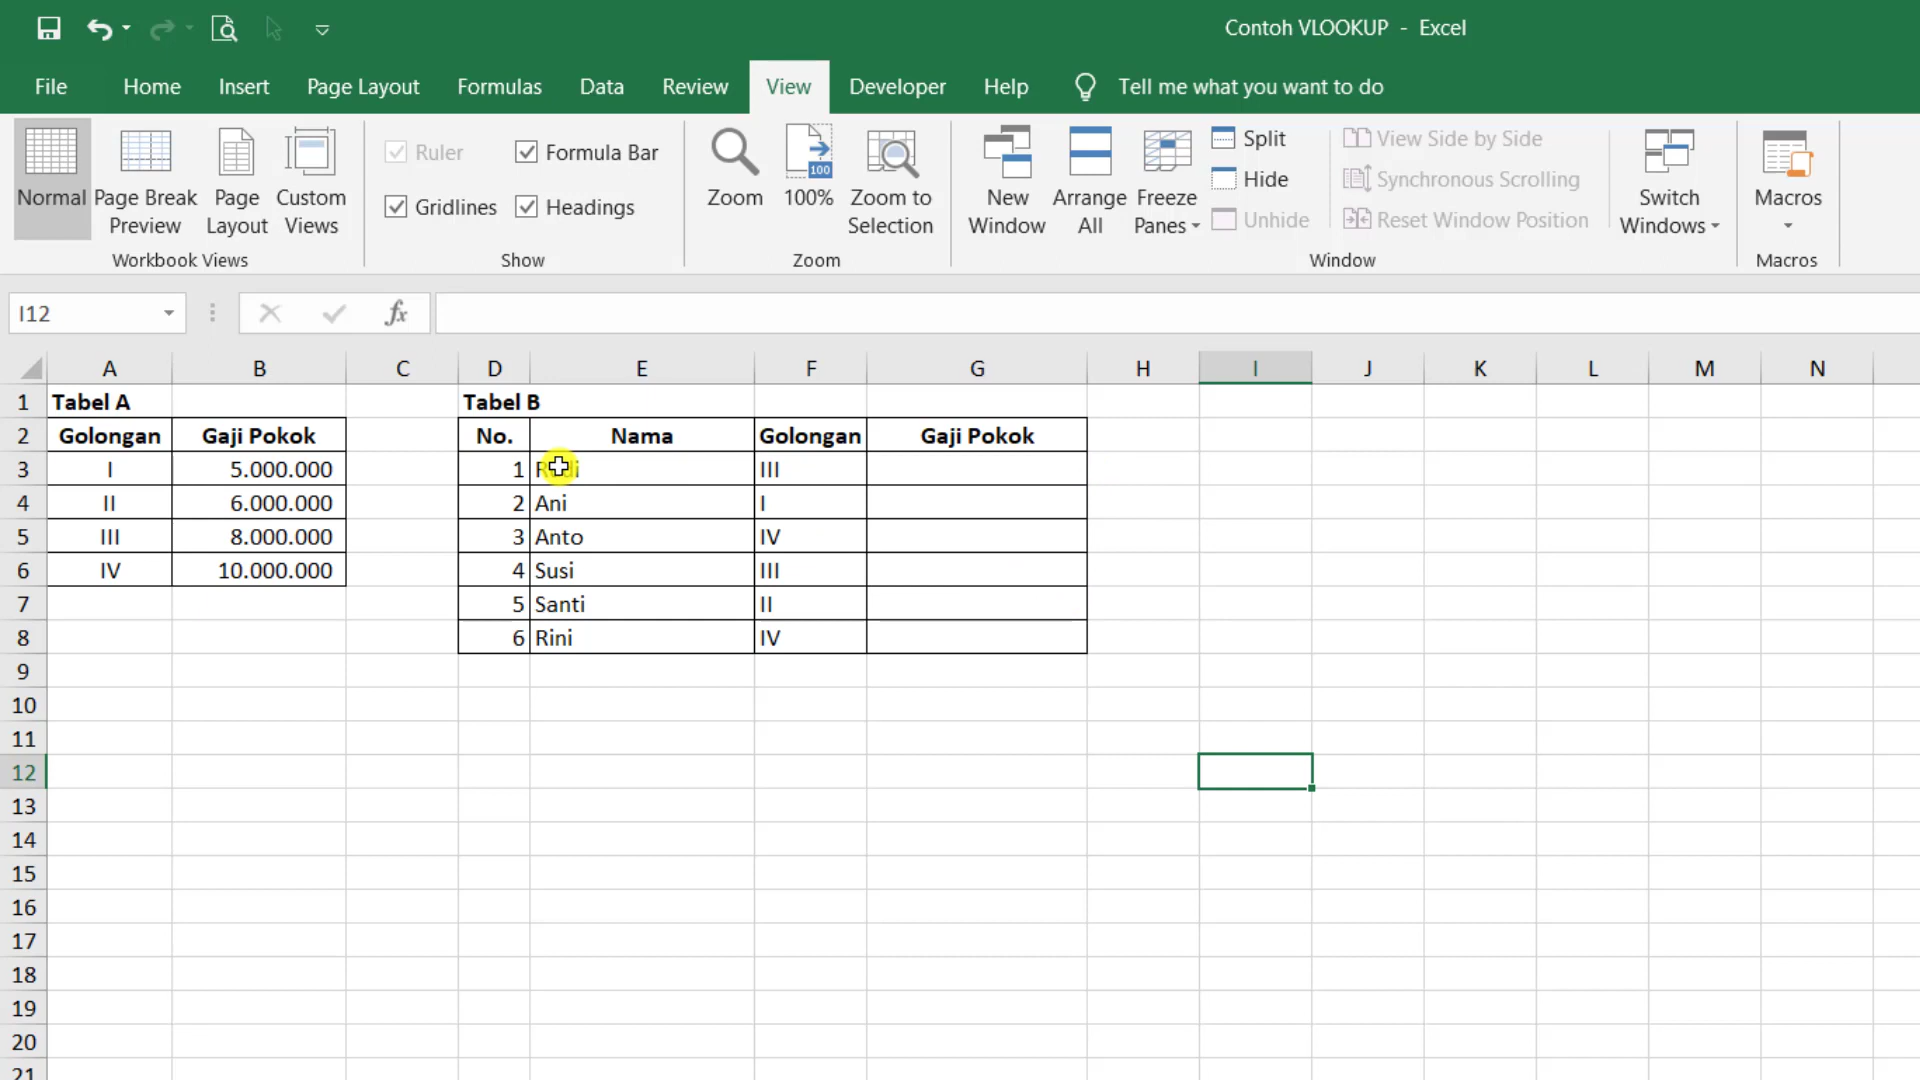 Contoh VLOOKUP - Excel
File Home Insert Page Layout Formulas Data Review View Developer Help Tell me what you want to do
Normal
Page Break Preview
Page Layout
Custom Views
Workbook Views
Ruler
Formula Bar
Gridlines
Headings
Show
Zoom
100
100%
Zoom to Selection
Zoom
New Window
Arrange All
Freeze Panes
Split
Hide
Unhide
View Side by Side
Synchronous Scrolling
Reset Window Position
Switch Windows
Window
Macros
Macros
I12 fx
A B C D E F G H I J K L M N
1 Tabel A Tabel B
2 Golongan Gaji Pokok No. Nama Golongan Gaji Pokok
3 I 5.000.000 1 III
4 II 6.000.000 2 Ani I
5 III 8.000.000 3 Anto IV
6 IV 10.000.000 4 Susi III
7 5 Santi II
8 6 Rini IV
9
10
11
12
13
14
15
16
17
18
19
20
21